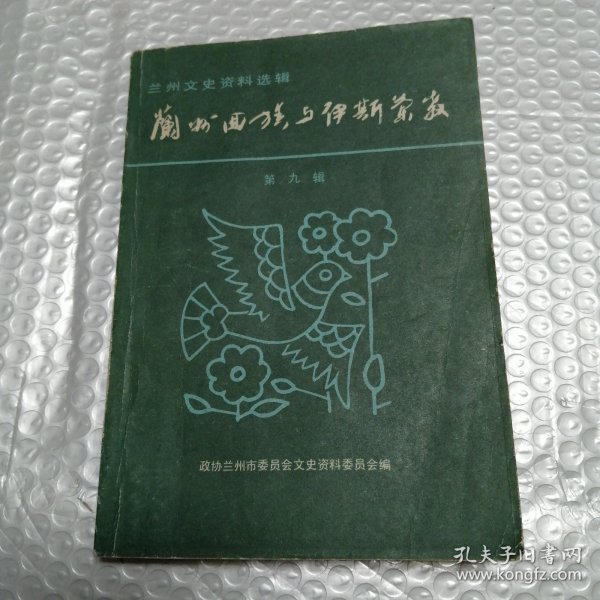 兰州文史资料选辑
蘭州回族与伊斯蘭教
第九辑
政协兰州市委员会文史资料委员会编
孔夫子旧书网
www.kongfz.com